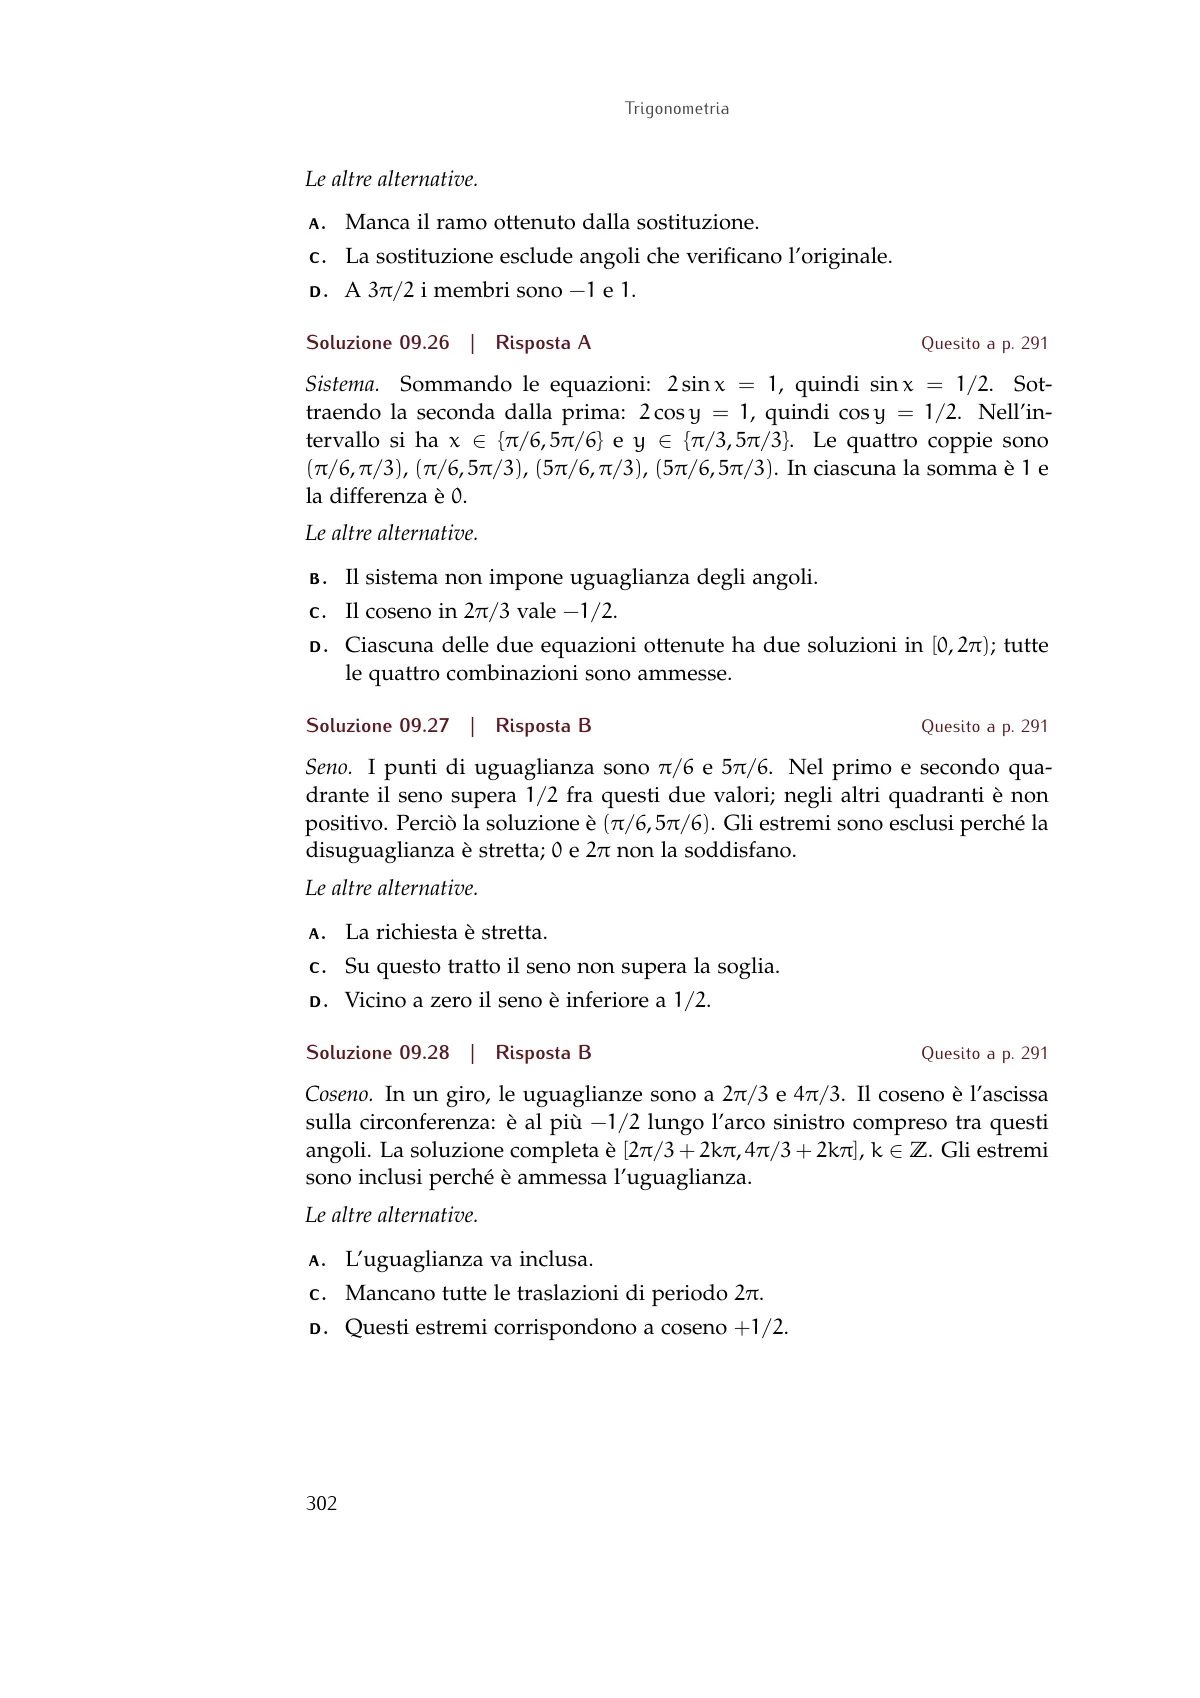 Trigonometria
Le altre alternative.
A. Manca il ramo ottenuto dalla sostituzione.
C. La sostituzione esclude angoli che verificano l'originale.
D. A 3π/2 i membri sono −1 e 1.
Soluzione 09.26 | Risposta A Quesito a p. 291
Sistema. Sommando le equazioni: 2 sin x = 1, quindi sin x = 1/2. Sot-
traendo la seconda dalla prima: 2 cos y = 1, quindi cos y = 1/2. Nell'in-
tervallo si ha x ∈ {π/6, 5π/6} e y ∈ {π/3, 5π/3}. Le quattro coppie sono
(π/6, π/3), (π/6, 5π/3), (5π/6, π/3), (5π/6, 5π/3). In ciascuna la somma è 1 e
la differenza è 0.
Le altre alternative.
B. Il sistema non impone uguaglianza degli angoli.
C. Il coseno in 2π/3 vale −1/2.
D. Ciascuna delle due equazioni ottenute ha due soluzioni in [0, 2π); tutte
le quattro combinazioni sono ammesse.
Soluzione 09.27 | Risposta B Quesito a p. 291
Seno. I punti di uguaglianza sono π/6 e 5π/6. Nel primo e secondo qua-
drante il seno supera 1/2 fra questi due valori; negli altri quadranti è non
positivo. Perciò la soluzione è (π/6, 5π/6). Gli estremi sono esclusi perché la
disuguaglianza è stretta; 0 e 2π non la soddisfano.
Le altre alternative.
A. La richiesta è stretta.
C. Su questo tratto il seno non supera la soglia.
D. Vicino a zero il seno è inferiore a 1/2.
Soluzione 09.28 | Risposta B Quesito a p. 291
Coseno. In un giro, le uguaglianze sono a 2π/3 e 4π/3. Il coseno è l'ascissa
sulla circonferenza: è al più −1/2 lungo l'arco sinistro compreso tra questi
angoli. La soluzione completa è [2π/3 + 2kπ, 4π/3 + 2kπ], k ∈ ℤ. Gli estremi
sono inclusi perché è ammessa l'uguaglianza.
Le altre alternative.
A. L'uguaglianza va inclusa.
C. Mancano tutte le traslazioni di periodo 2π.
D. Questi estremi corrispondono a coseno +1/2.
302